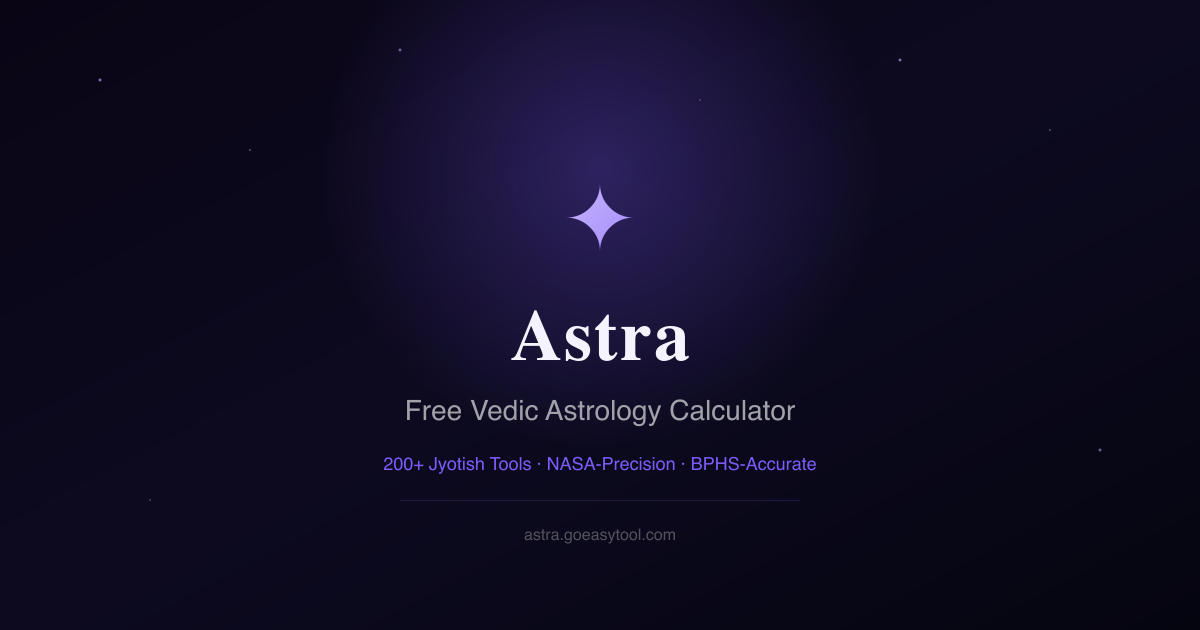 Astra
Free Vedic Astrology Calculator
200+ Jyotish Tools · NASA-Precision · BPHS-Accurate
astra.goeasytool.com